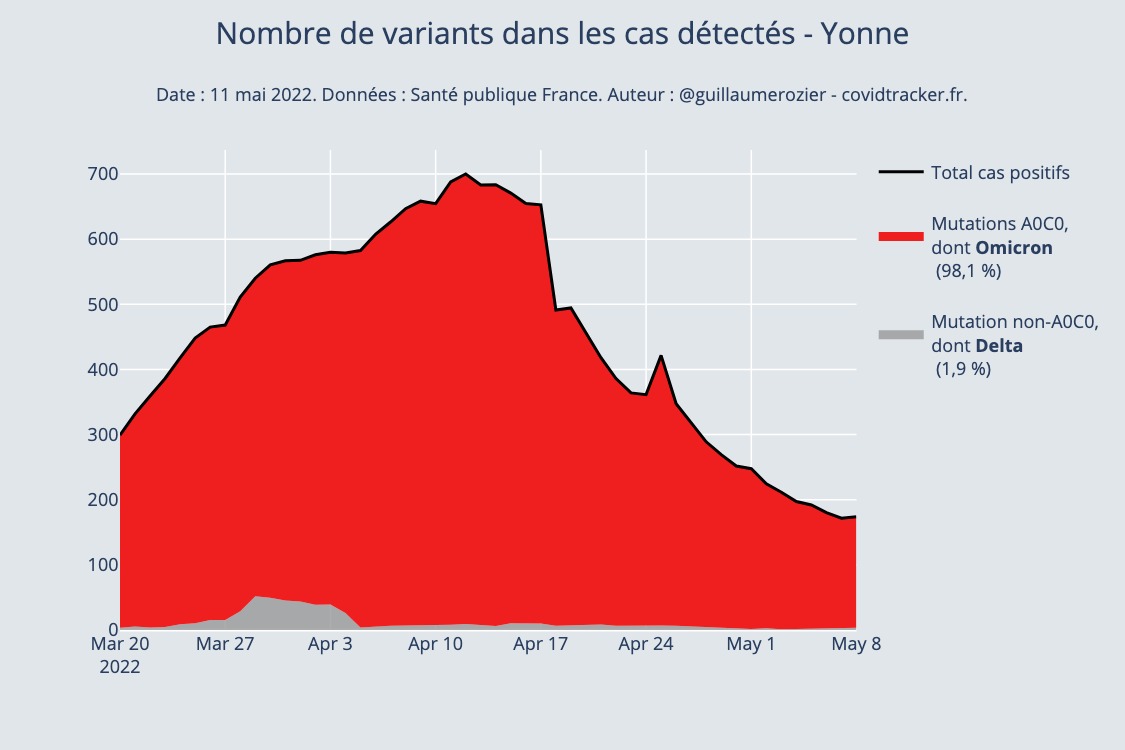 Nombre de variants dans les cas détectés - Yonne
Date : 11 mai 2022. Données : Santé publique France. Auteur : @guillaumerozier - covidtracker.fr.
700
600
500
400
300
200
100
0
Mar 20
2022
Mar 27
Apr 3
Apr 10
Apr 17
Apr 24
May 1
May 8
Total cas positifs
Mutations A0C0,
dont Omicron
(98,1 %)
Mutation non-A0C0,
dont Delta
(1,9 %)